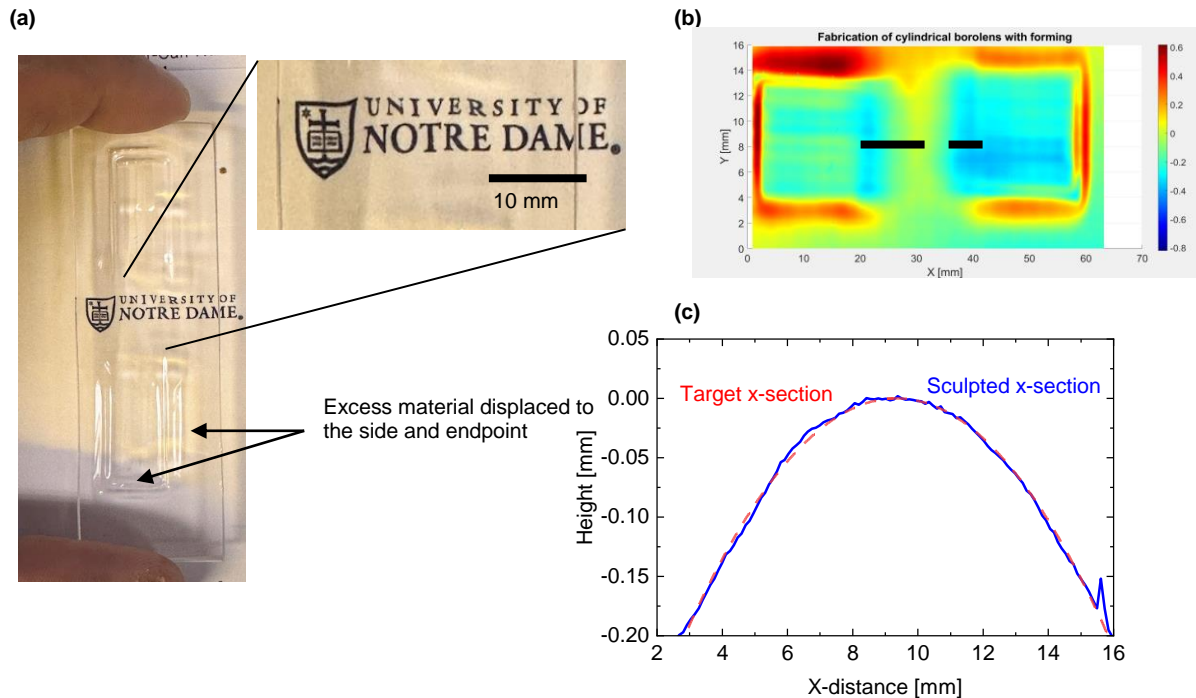 (a)
UNIVERSITY OF
NOTRE DAME.
10 mm
UNIVERSITY OF
NOTRE DAME.
Excess material displaced to
the side and endpoint
(b)
Fabrication of cylindrical borolens with forming
16
14
12
10
8
6
4
2
0
Y [mm]
0 10 20 30 40 50 60 70
X [mm]
0.6
0.4
0.2
0
-0.2
-0.4
-0.6
-0.8
(c)
0.05
0.00
-0.05
-0.10
-0.15
-0.20
Height [mm]
Target x-section
Sculpted x-section
2 4 6 8 10 12 14 16
X-distance [mm]